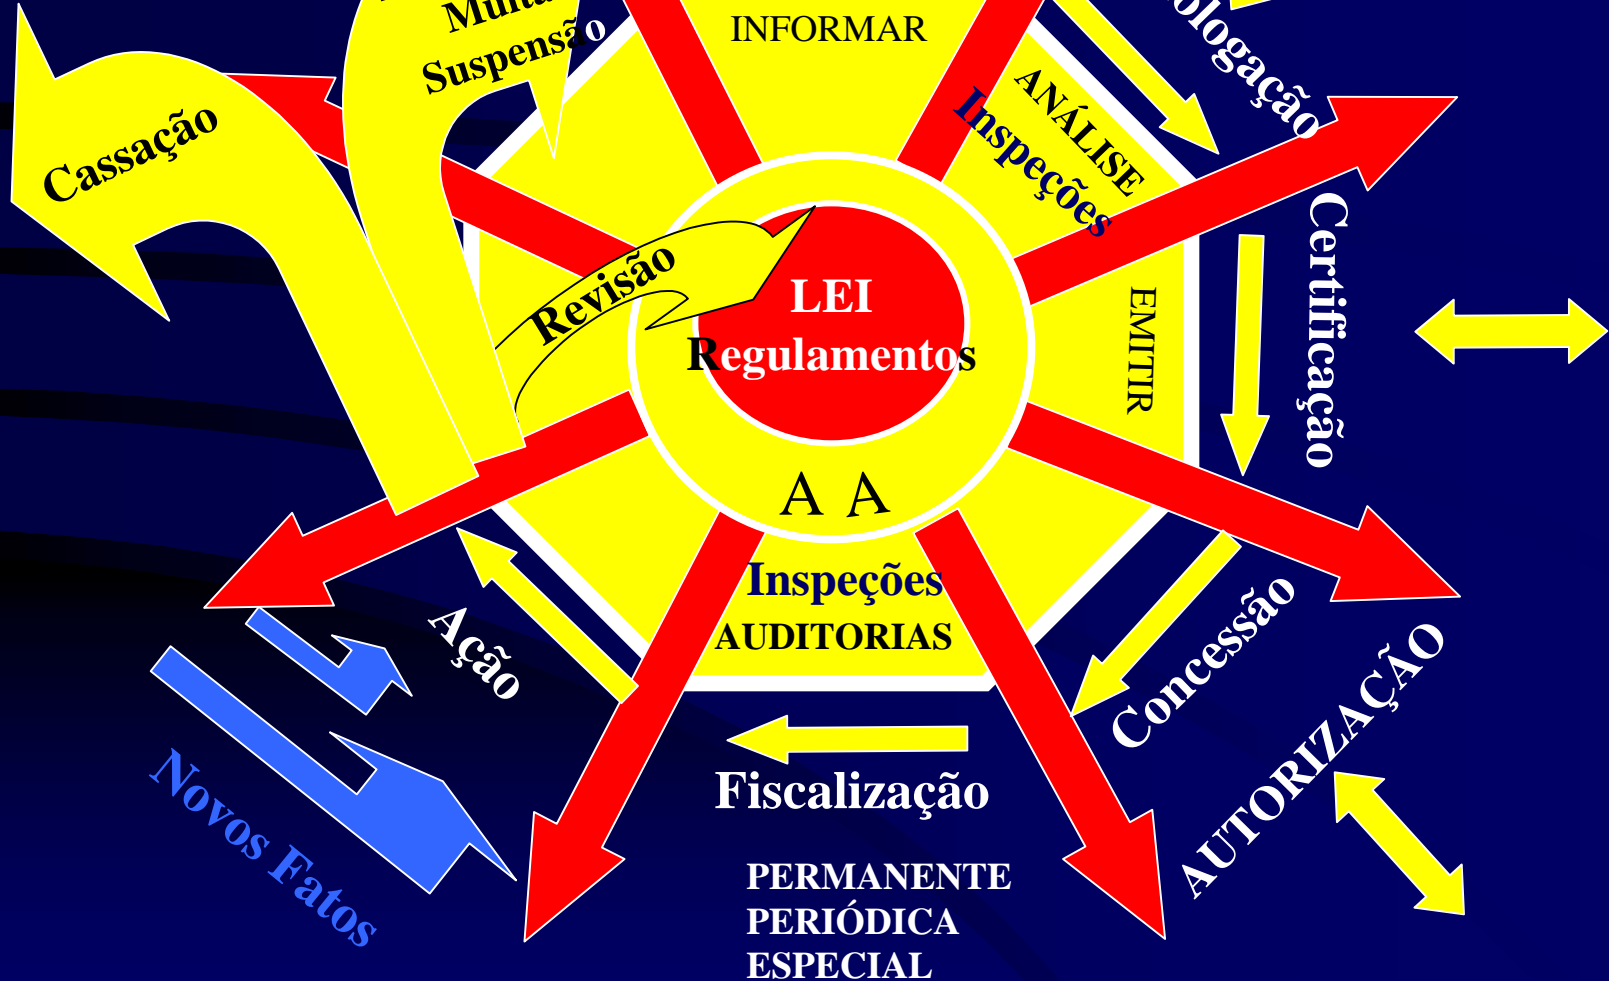 Suspensão
INFORMAR
Cassação
ANÁLISE
Inspeções
Certificação
Revisão
LEI
Regulamentos
EMITIR
A A
Inspeções
AUDITORIAS
Ação
Concessão
AUTORIZAÇÃO
Fiscalização
Novos Fatos
PERMANENTE
PERIÓDICA
ESPECIAL